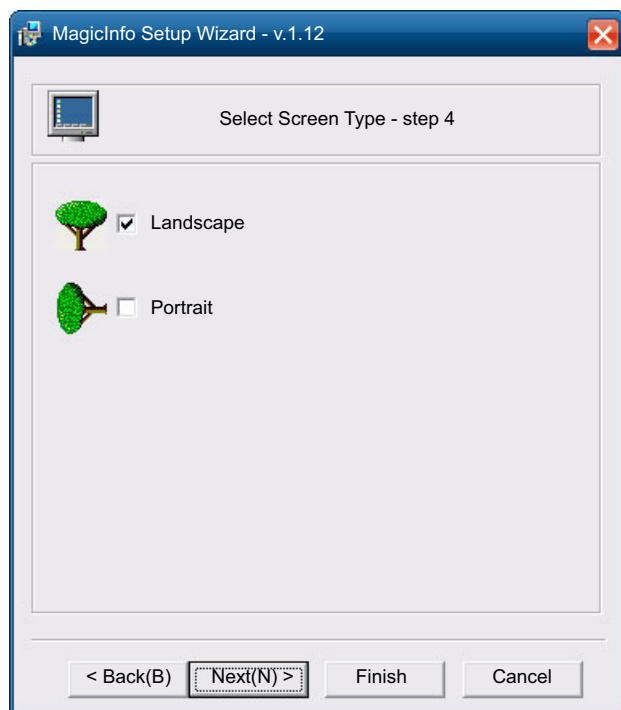 MagicInfo Setup Wizard - v.1.12
Select Screen Type - step 4
Landscape
Portrait
< Back(B) Next(N) > Finish Cancel